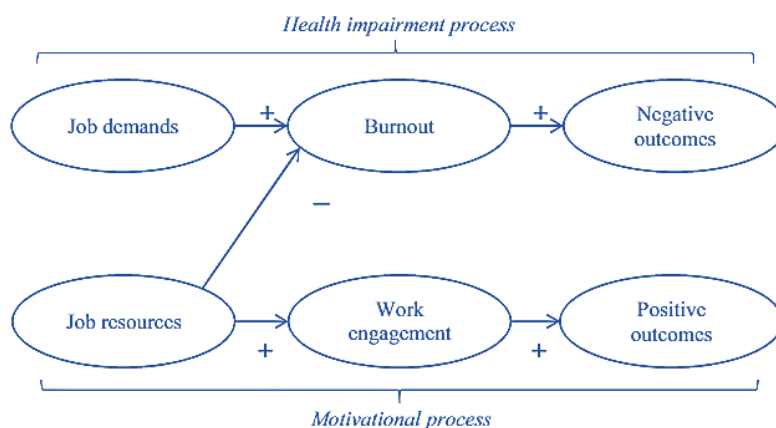 Health impairment process
+
+
Job demands
Burnout
Negative
outcomes
–
Job resources
Work
engagement
Positive
outcomes
+
+
Motivational process